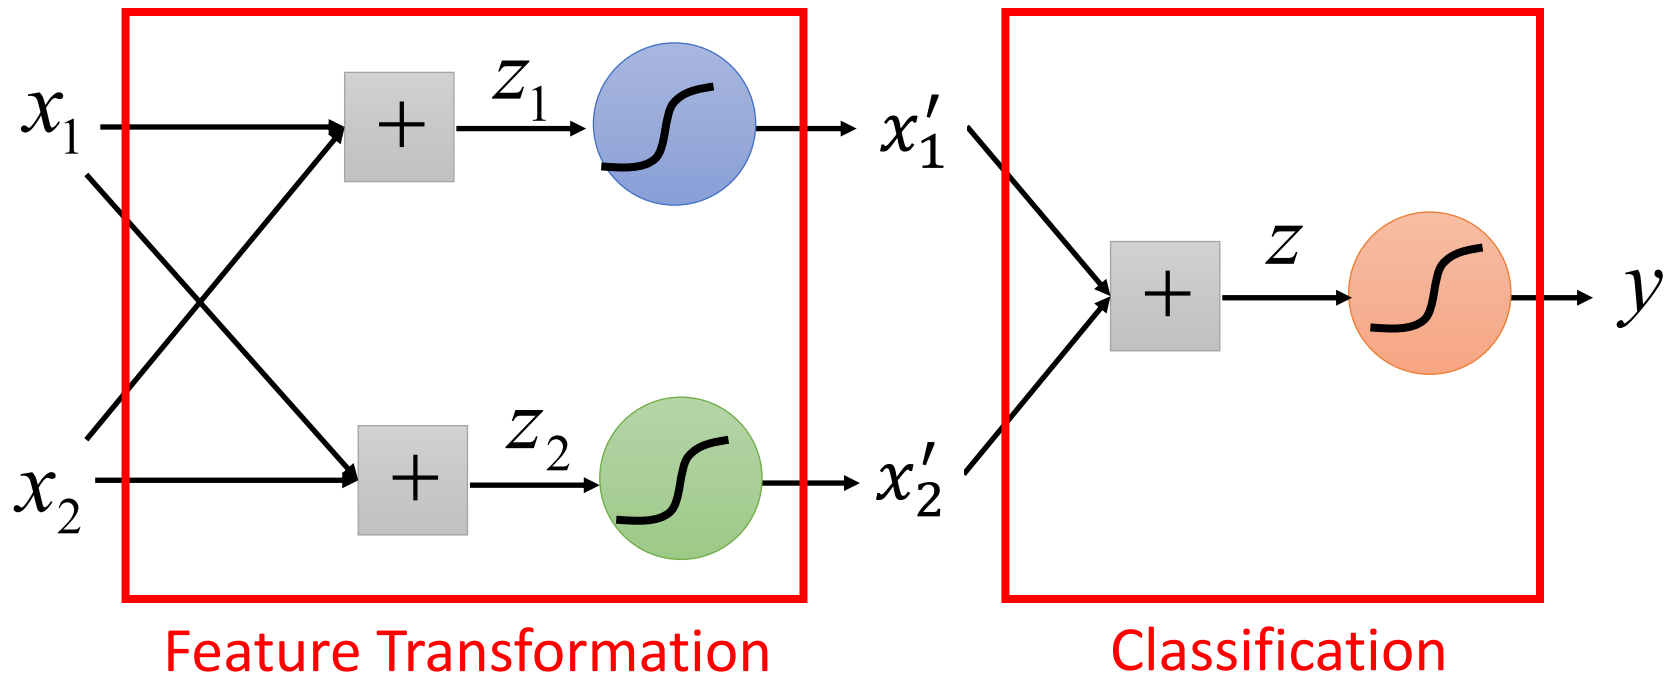 x₁
+
z₁
x′₁
x₂
+
z₂
x′₂
+
z
y
Feature Transformation
Classification